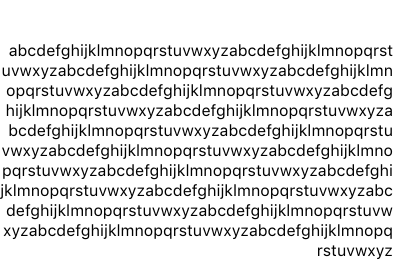 abcdefghijklmnopqrstuvwxyzabcdefghijklmnopqrst
uvwxyzabcdefghijklmnopqrstuvwxyzabcdefghijklmn
opqrstuvwxyzabcdefghijklmnopqrstuvwxyzabcdefg
hijklmnopqrstuvwxyzabcdefghijklmnopqrstuvwxyza
bcdefghijklmnopqrstuvwxyzabcdefghijklmnopqrstu
vwxyzabcdefghijklmnopqrstuvwxyzabcdefghijklmno
pqrstuvwxyzabcdefghijklmnopqrstuvwxyzabcdefghi
jklmnopqrstuvwxyzabcdefghijklmnopqrstuvwxyzabc
defghijklmnopqrstuvwxyzabcdefghijklmnopqrstuvw
xyzabcdefghijklmnopqrstuvwxyzabcdefghijklmnopq
rstuvwxyz